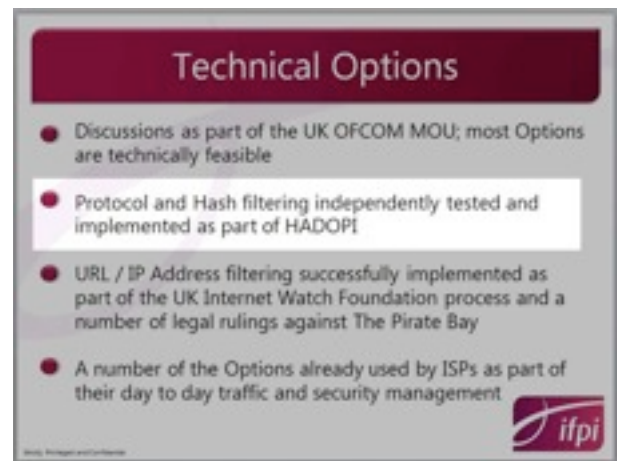 Technical Options
Discussions as part of the UK OFCOM MOU; most Options
are technically feasible
Protocol and Hash filtering independently tested and
implemented as part of HADOPI
URL / IP Address filtering successfully implemented as
part of the UK Internet Watch Foundation process and a
number of legal rulings against The Pirate Bay
A number of the Options already used by ISPs as part of
their day to day traffic and security management
ifpi